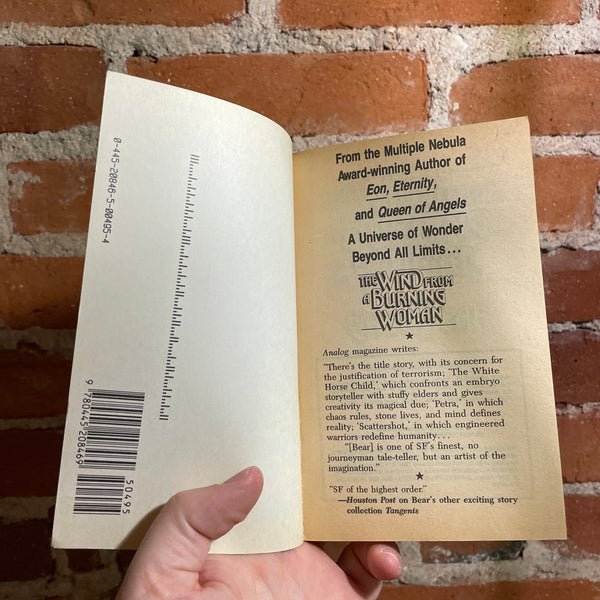 0-445-20846-5-00495-4
9 780445 208469
50495
From the Multiple Nebula
Award-winning Author of
Eon, Eternity,
and Queen of Angels
A Universe of Wonder
Beyond All Limits...
THE WIND FROM
A BURNING
WOMAN
★
Analog magazine writes:
"There's the title story, with its concern for
the justification of terrorism; 'The White
Horse Child,' which confronts an embryo
storyteller with stuffy elders and gives
creativity its magical due; 'Petra,' in which
chaos rules, stone lives, and mind defines
reality; 'Scattershot,' in which engineered
warriors redefine humanity...
"[Bear] is one of SF's finest, no
journeyman tale-teller, but an artist of the
imagination."
★
"SF of the highest order."
—Houston Post on Bear's other exciting story
collection Tangents